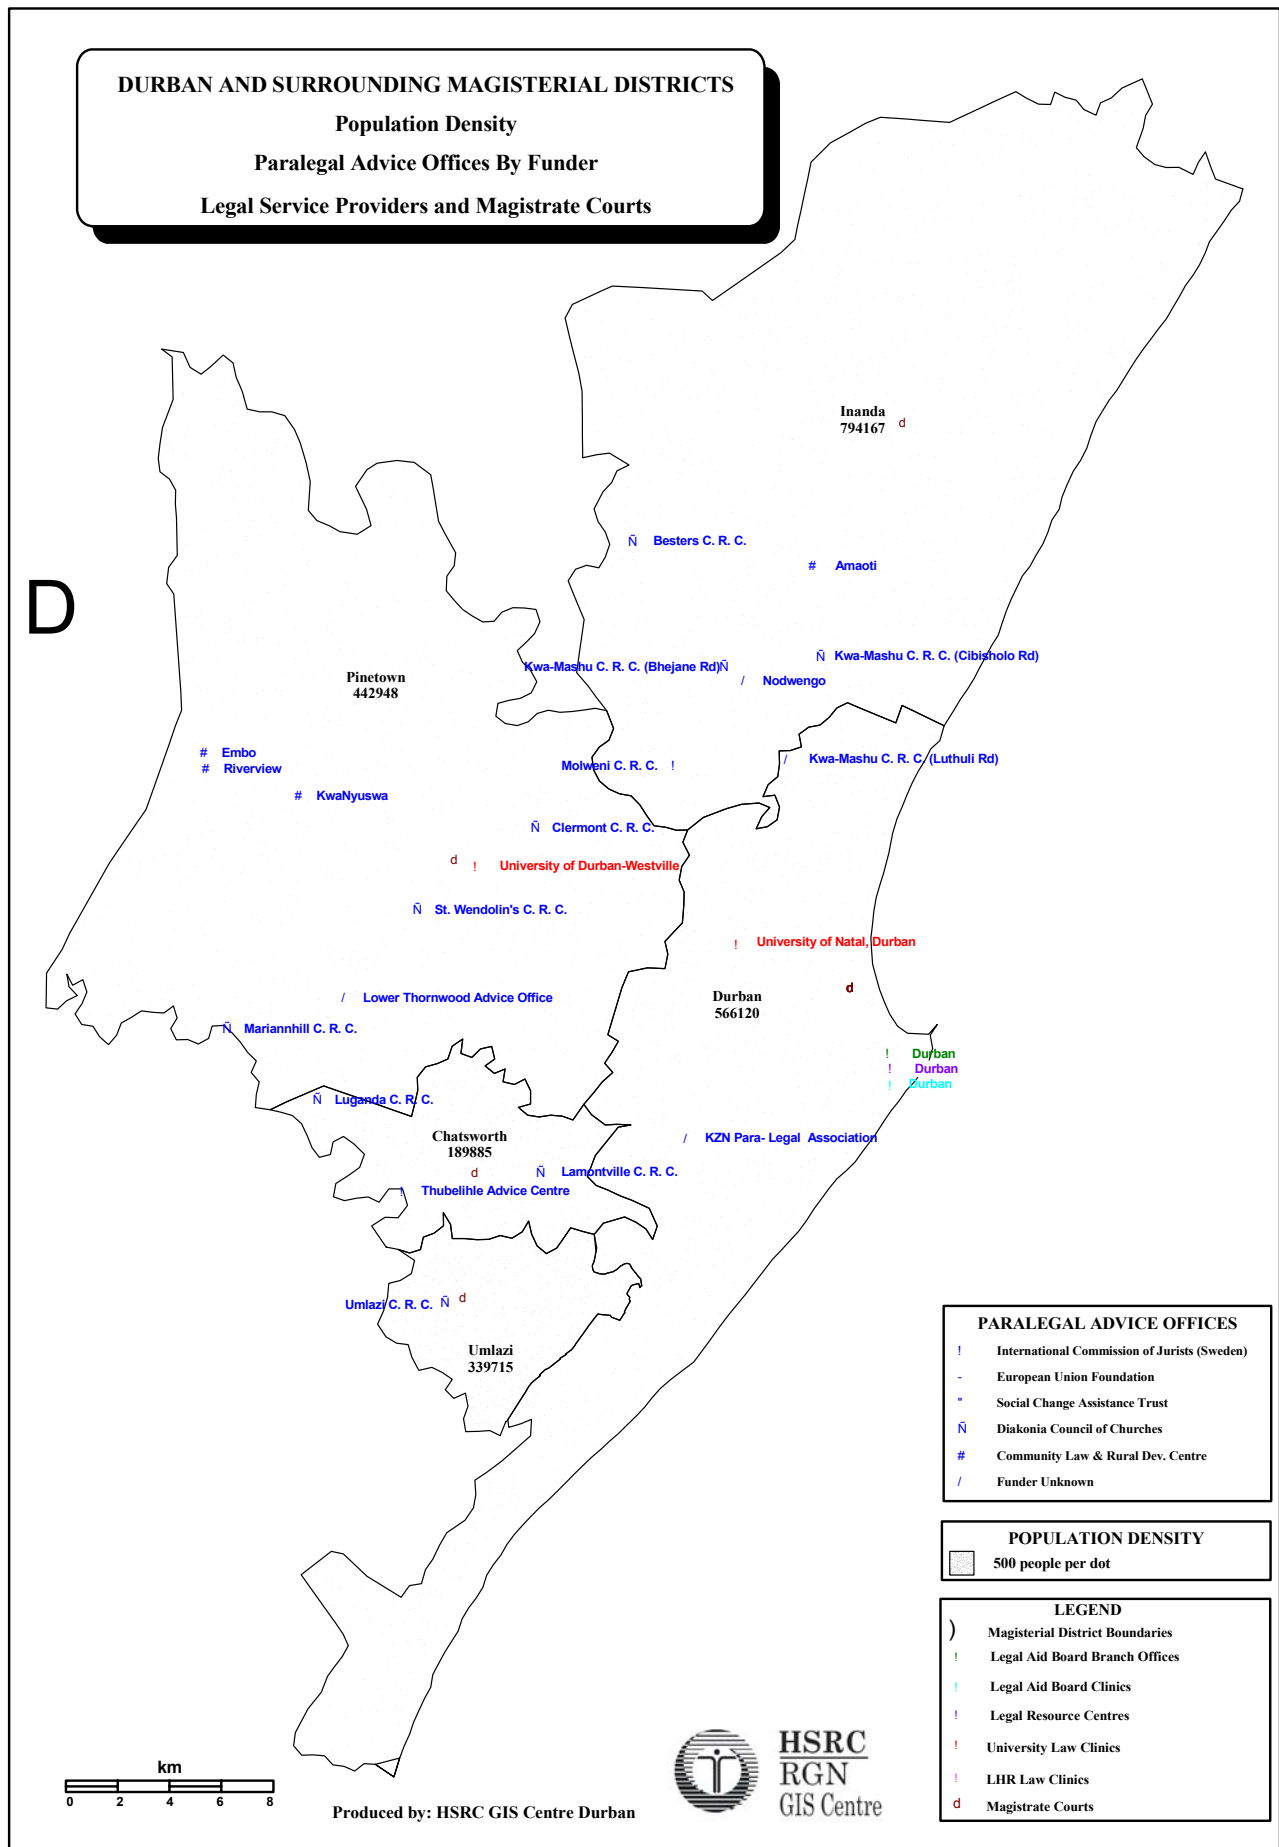 DURBAN AND SURROUNDING MAGISTERIAL DISTRICTS
Population Density
Paralegal Advice Offices By Funder
Legal Service Providers and Magistrate Courts
Inanda
794167 d
Ñ Besters C. R. C.
# Amaoti
D
Kwa-Mashu C. R. C. (Bhejane Rd)Ñ
Ñ Kwa-Mashu C. R. C. (Cibisholo Rd)
/ Nodwengo
Pinetown
442948
# Embo
# Riverview
# KwaNyuswa
Molweni C. R. C. !
/ Kwa-Mashu C. R. C. (Luthuli Rd)
Ñ Clermont C. R. C.
d ! University of Durban-Westville
Ñ St. Wendolin's C. R. C.
! University of Natal, Durban
d
Durban
566120
/ Lower Thornwood Advice Office
Ñ Mariannhill C. R. C.
! Durban
! Durban
! Durban
Ñ Luganda C. R. C.
Chatsworth
189885
/ KZN Para- Legal Association
d
Ñ Lamontville C. R. C.
! Thubelihle Advice Centre
Umlazi C. R. C. Ñ d
Umlazi
339715
PARALEGAL ADVICE OFFICES
! International Commission of Jurists (Sweden)
- European Union Foundation
" Social Change Assistance Trust
Ñ Diakonia Council of Churches
# Community Law & Rural Dev. Centre
/ Funder Unknown
POPULATION DENSITY
500 people per dot
LEGEND
) Magisterial District Boundaries
! Legal Aid Board Branch Offices
! Legal Aid Board Clinics
! Legal Resource Centres
! University Law Clinics
! LHR Law Clinics
d Magistrate Courts
km
0 2 4 6 8
Produced by: HSRC GIS Centre Durban
HSRC
RGN
GIS Centre